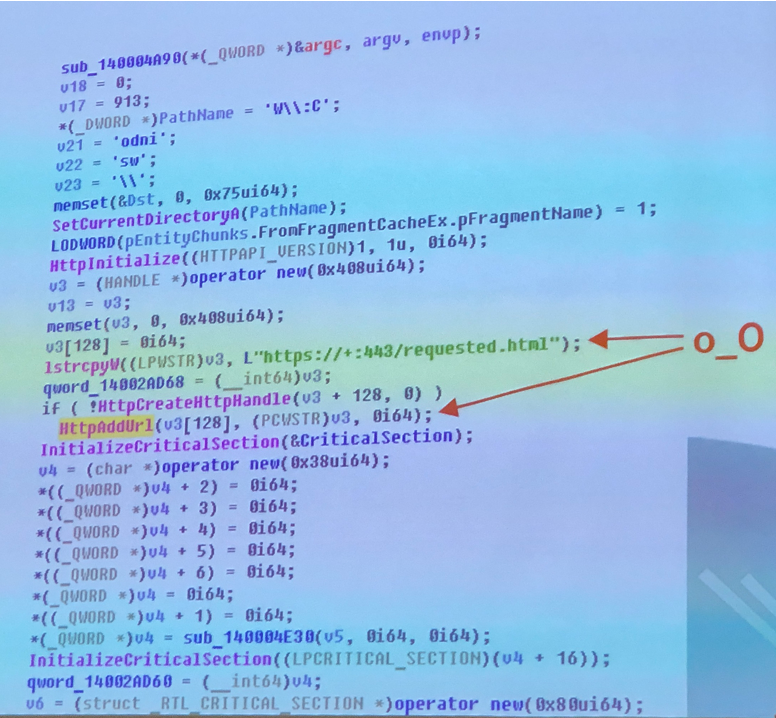 sub_140004A90(*(_QWORD *)&argc, argv, envp);
v18 = 0;
v17 = 913;
*(_DWORD *)PathName = 'W\\:C';
v21 = 'odni';
v22 = 'sw';
v23 = '\\';
memset(&Dst, 0, 0x75ui64);
SetCurrentDirectoryA(PathName);
LODWORD(pEntityChunks.FromFragmentCacheEx.pFragmentName) = 1;
HttpInitialize((HTTPAPI_VERSION)1, 1u, 0i64);
v3 = (HANDLE *)operator new(0x408ui64);
v13 = v3;
memset(v3, 0, 0x408ui64);
v3[128] = 0i64;
lstrcpyW((LPWSTR)v3, L"https://+:443/requested.html");
o_O
qword_14002AD68 = (__int64)v3;
if ( !HttpCreateHttpHandle(v3 + 128, 0) )
HttpAddUrl(v3[128], (PCWSTR)v3, 0i64);
InitializeCriticalSection(&CriticalSection);
v4 = (char *)operator new(0x38ui64);
*((_QWORD *)v4 + 2) = 0i64;
*((_QWORD *)v4 + 3) = 0i64;
*((_QWORD *)v4 + 4) = 0i64;
*((_QWORD *)v4 + 5) = 0i64;
*((_QWORD *)v4 + 6) = 0i64;
*(_QWORD *)v4 = 0i64;
*((_QWORD *)v4 + 1) = 0i64;
*(_QWORD *)v4 = sub_140004E30(v5, 0i64, 0i64);
InitializeCriticalSection((LPCRITICAL_SECTION)(v4 + 16));
qword_14002AD60 = (__int64)v4;
v6 = (struct _RTL_CRITICAL_SECTION *)operator new(0x80ui64);